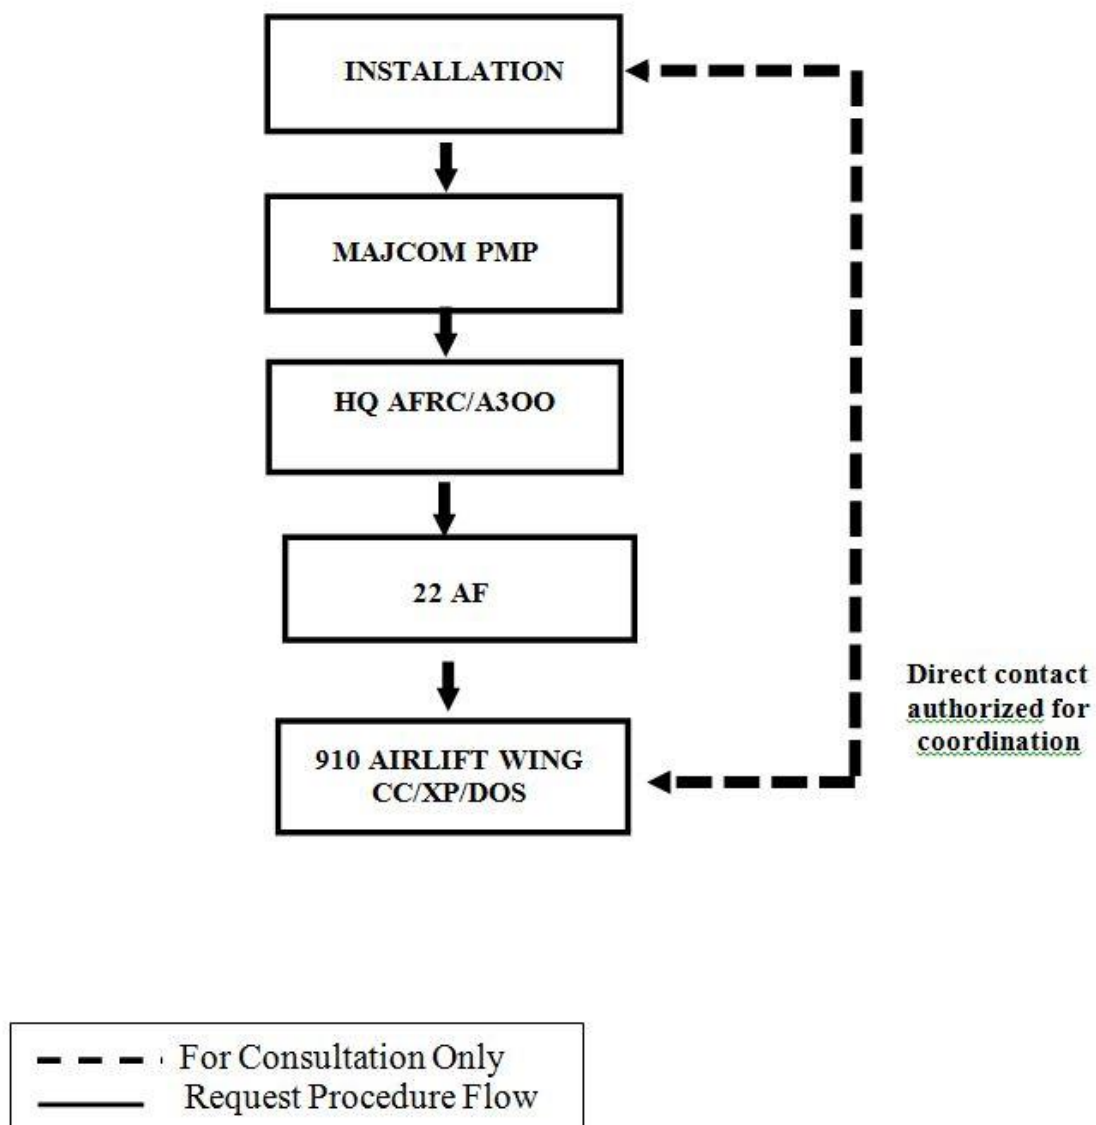 INSTALLATION
MAJCOM PMP
HQ AFRC/A3OO
22 AF
910 AIRLIFT WING
CC/XP/DOS
Direct contact
authorized for
coordination
For Consultation Only
Request Procedure Flow